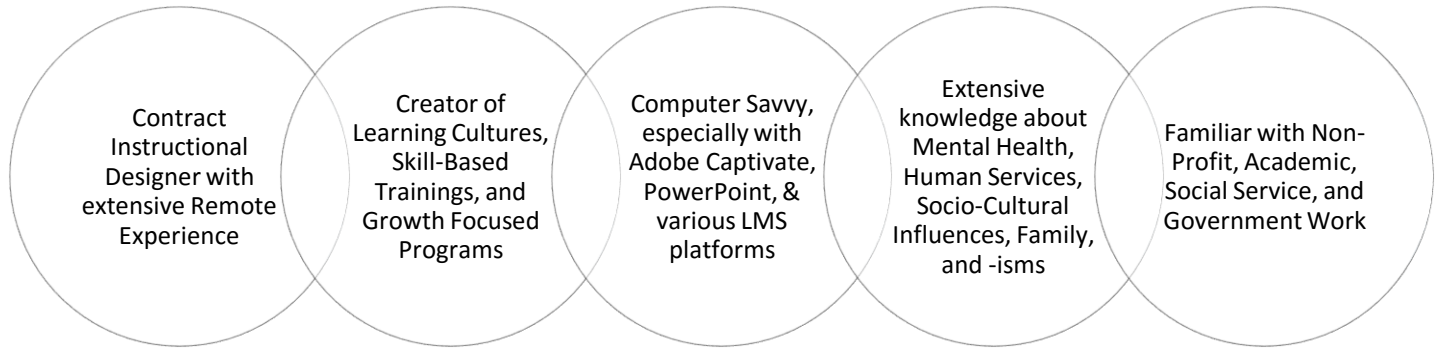 Contract
Instructional
Designer with
extensive Remote
Experience
Creator of
Learning Cultures,
Skill-Based
Trainings, and
Growth Focused
Programs
Computer Savvy,
especially with
Adobe Captivate,
PowerPoint, &
various LMS
platforms
Extensive
knowledge about
Mental Health,
Human Services,
Socio-Cultural
Influences, Family,
and -isms
Familiar with Non-
Profit, Academic,
Social Service, and
Government Work